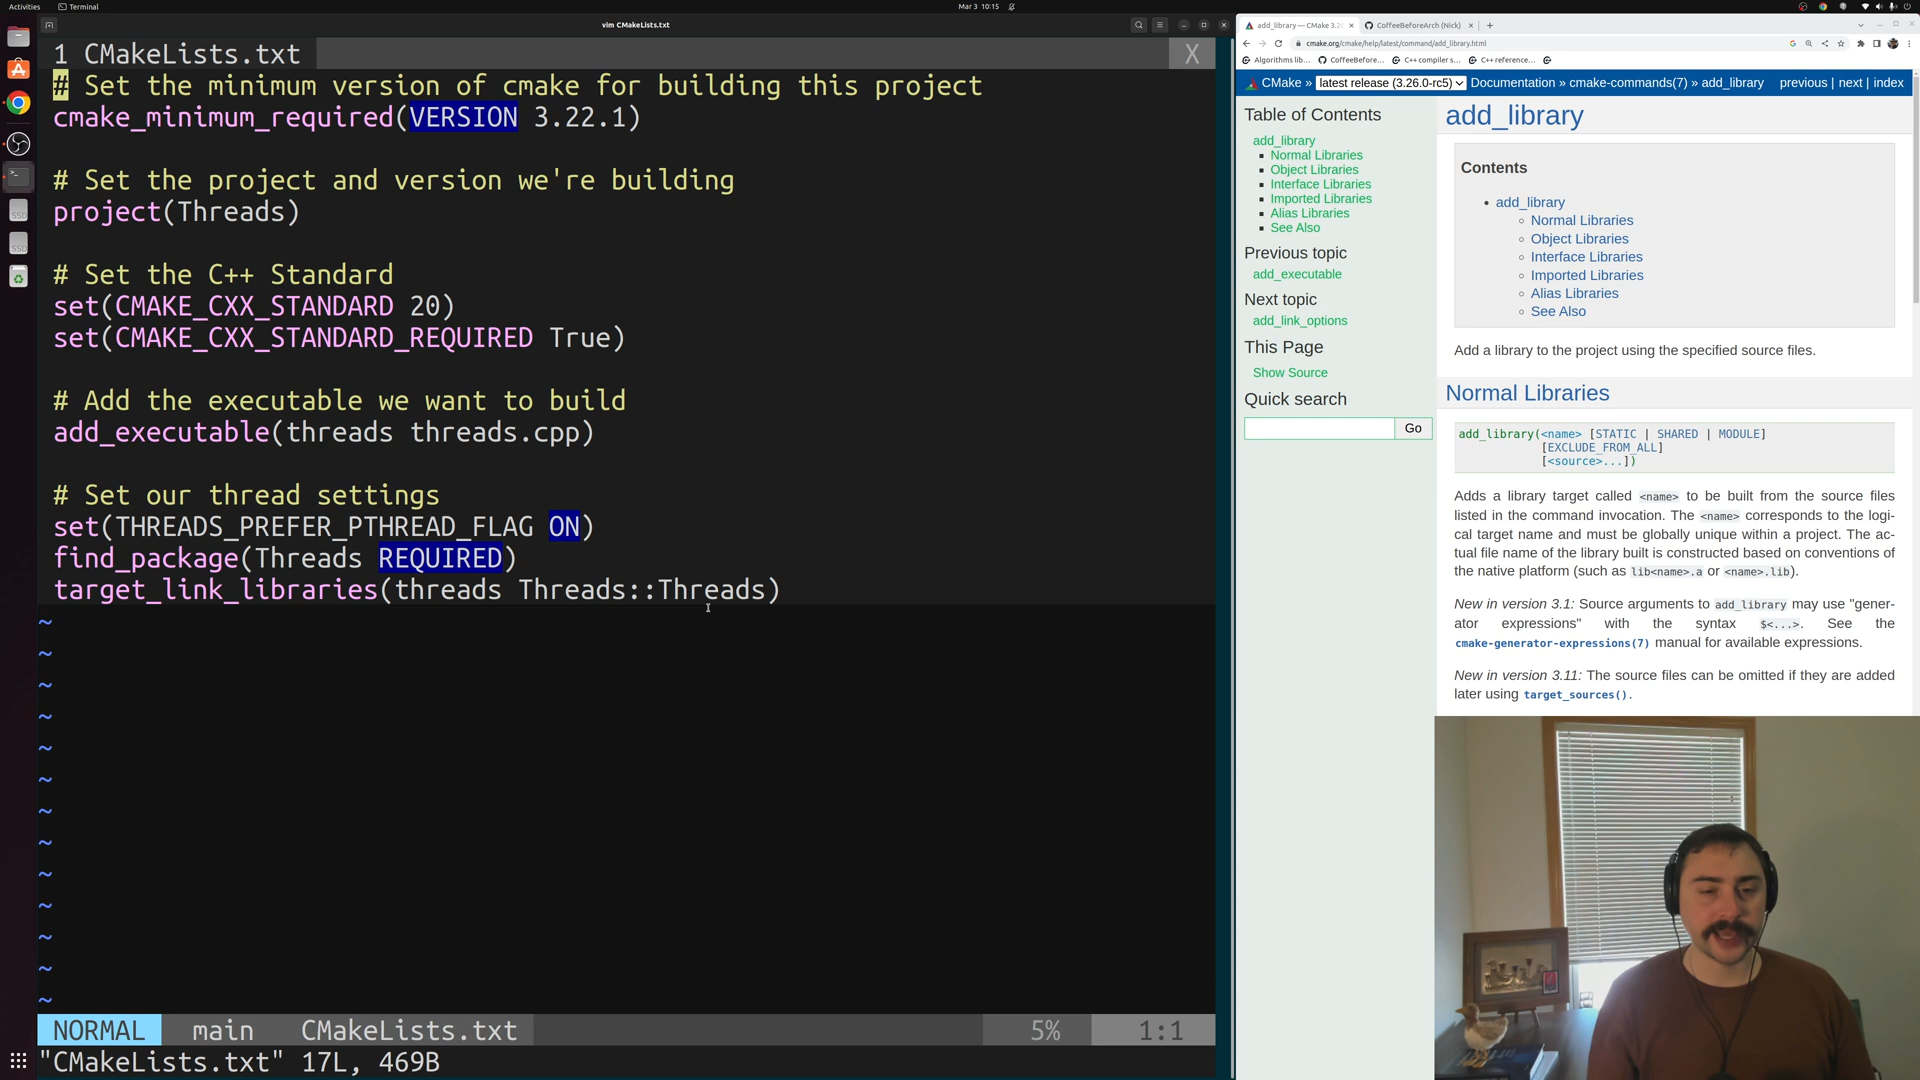 Activities
Terminal
Mar 3 10:15
vim CMakeLists.txt
1 CMakeLists.txt
X
# Set the minimum version of cmake for building this project
cmake_minimum_required(VERSION 3.22.1)
# Set the project and version we're building
project(Threads)
# Set the C++ Standard
set(CMAKE_CXX_STANDARD 20)
set(CMAKE_CXX_STANDARD_REQUIRED True)
# Add the executable we want to build
add_executable(threads threads.cpp)
# Set our thread settings
set(THREADS_PREFER_PTHREAD_FLAG ON)
find_package(Threads REQUIRED)
target_link_libraries(threads Threads::Threads)
~
~
~
~
~
~
~
~
~
~
~
~
~
NORMAL main CMakeLists.txt 5% 1:1
"CMakeLists.txt" 17L, 469B
add_library — CMake 3.2
CoffeeBeforeArch (Nick)
cmake.org/cmake/help/latest/command/add_library.html
Algorithms lib...
CoffeeBefore...
C++ compiler s...
C++ reference...
CMake » latest release (3.26.0-rc5) Documentation » cmake-commands(7) » add_library previous | next | index
Table of Contents
add_library
Normal Libraries
Object Libraries
Interface Libraries
Imported Libraries
Alias Libraries
See Also
Previous topic
add_executable
Next topic
add_link_options
This Page
Show Source
Quick search
Go
add_library
Contents
• add_library
Normal Libraries
Object Libraries
Interface Libraries
Imported Libraries
Alias Libraries
See Also
Add a library to the project using the specified source files.
Normal Libraries
add_library(<name> [STATIC | SHARED | MODULE]
[EXCLUDE_FROM_ALL]
[<source>...])
Adds a library target called <name> to be built from the source files
listed in the command invocation. The <name> corresponds to the logi-
cal target name and must be globally unique within a project. The ac-
tual file name of the library built is constructed based on conventions of
the native platform (such as lib<name>.a or <name>.lib).
New in version 3.1: Source arguments to add_library may use "gener-
ator expressions" with the syntax $<...>. See the
cmake-generator-expressions(7) manual for available expressions.
New in version 3.11: The source files can be omitted if they are added
later using target_sources().